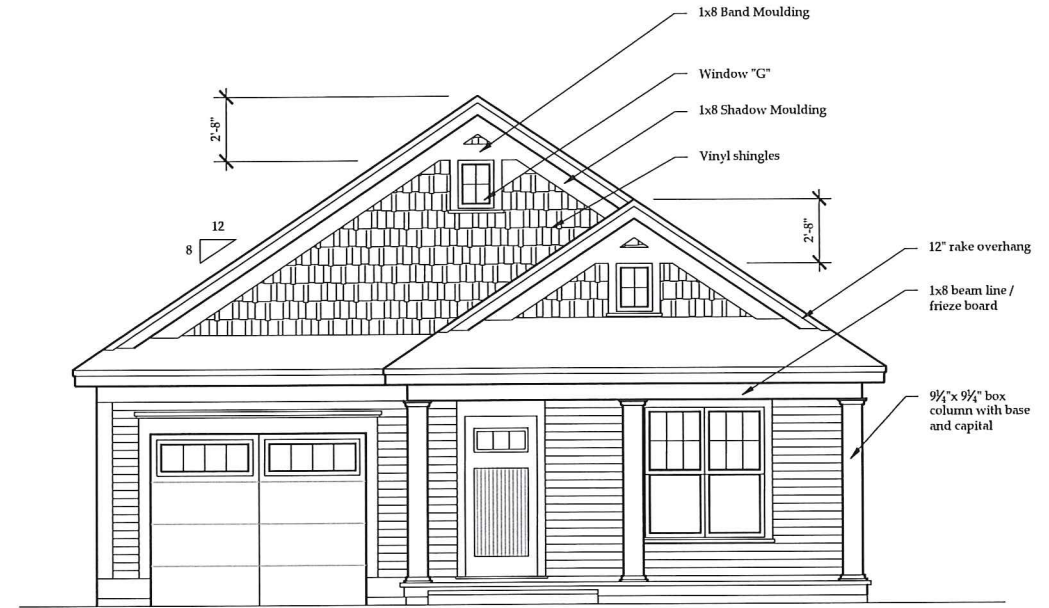 1x8 Band Moulding
Window "G"
1x8 Shadow Moulding
Vinyl shingles
2'-8"
12
8
2'-8"
12" rake overhang
1x8 beam line /
frieze board
9¼"x 9¼" box
column with base
and capital